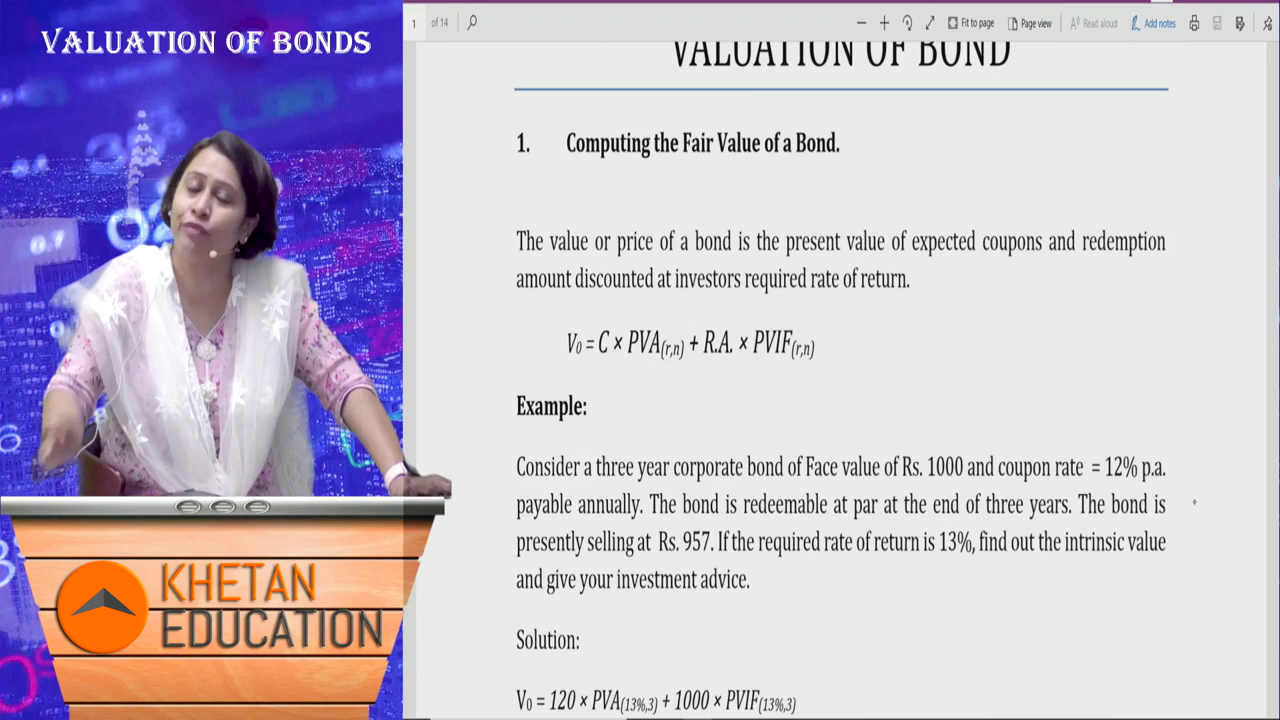 VALUATION OF BONDS
1 of 14
Fit to page
Page view
Read aloud
Add notes
VALUATION OF BOND
1. Computing the Fair Value of a Bond.
The value or price of a bond is the present value of expected coupons and redemption
amount discounted at investors required rate of return.
V₀ = C × PVA(r,n) + R.A. × PVIF(r,n)
Example:
Consider a three year corporate bond of Face value of Rs. 1000 and coupon rate = 12% p.a.
payable annually. The bond is redeemable at par at the end of three years. The bond is
presently selling at Rs. 957. If the required rate of return is 13%, find out the intrinsic value
and give your investment advice.
Solution:
V₀ = 120 × PVA(13%,3) + 1000 × PVIF(13%,3)
KHETAN
EDUCATION